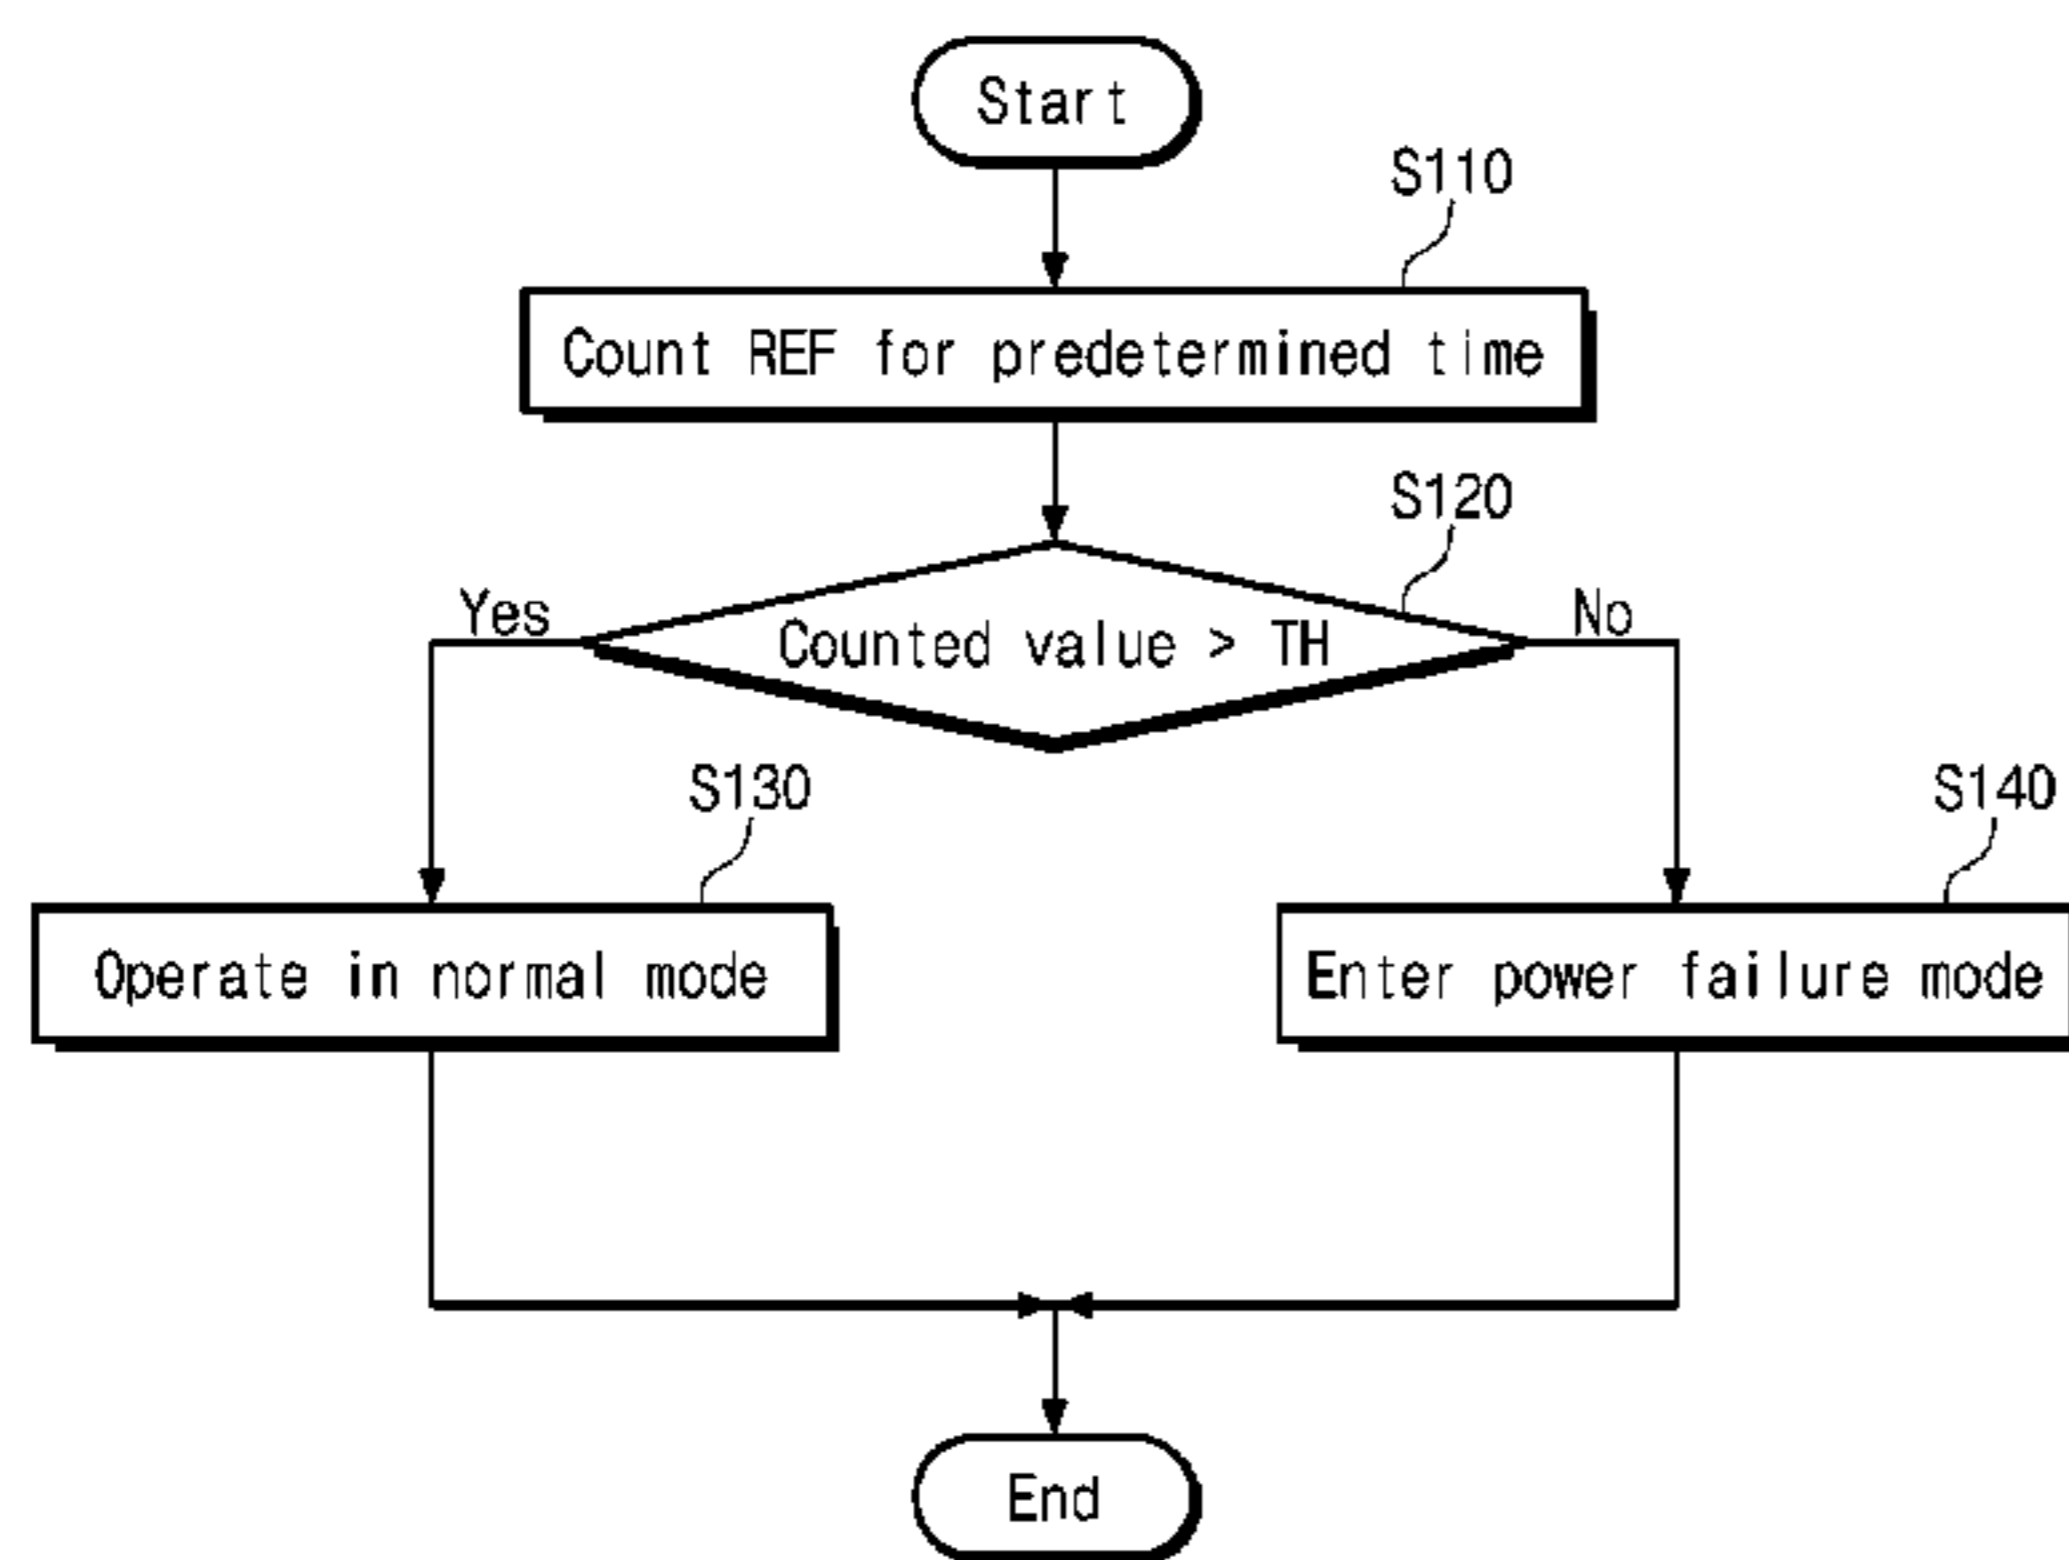 Start
S110
Count REF for predetermined time
S120
Yes
Counted value > TH
No
S130
S140
Operate in normal mode
Enter power failure mode
End